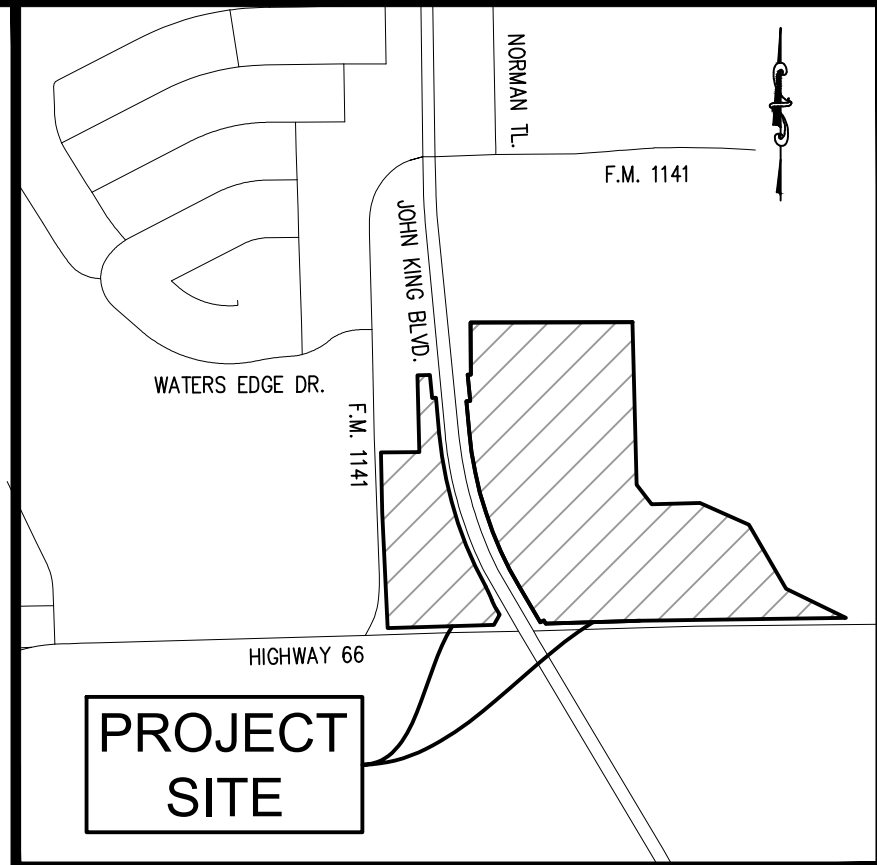 NORMAN TL.
F.M. 1141
JOHN KING BLVD.
WATERS EDGE DR.
F.M. 1141
HIGHWAY 66
PROJECT
SITE